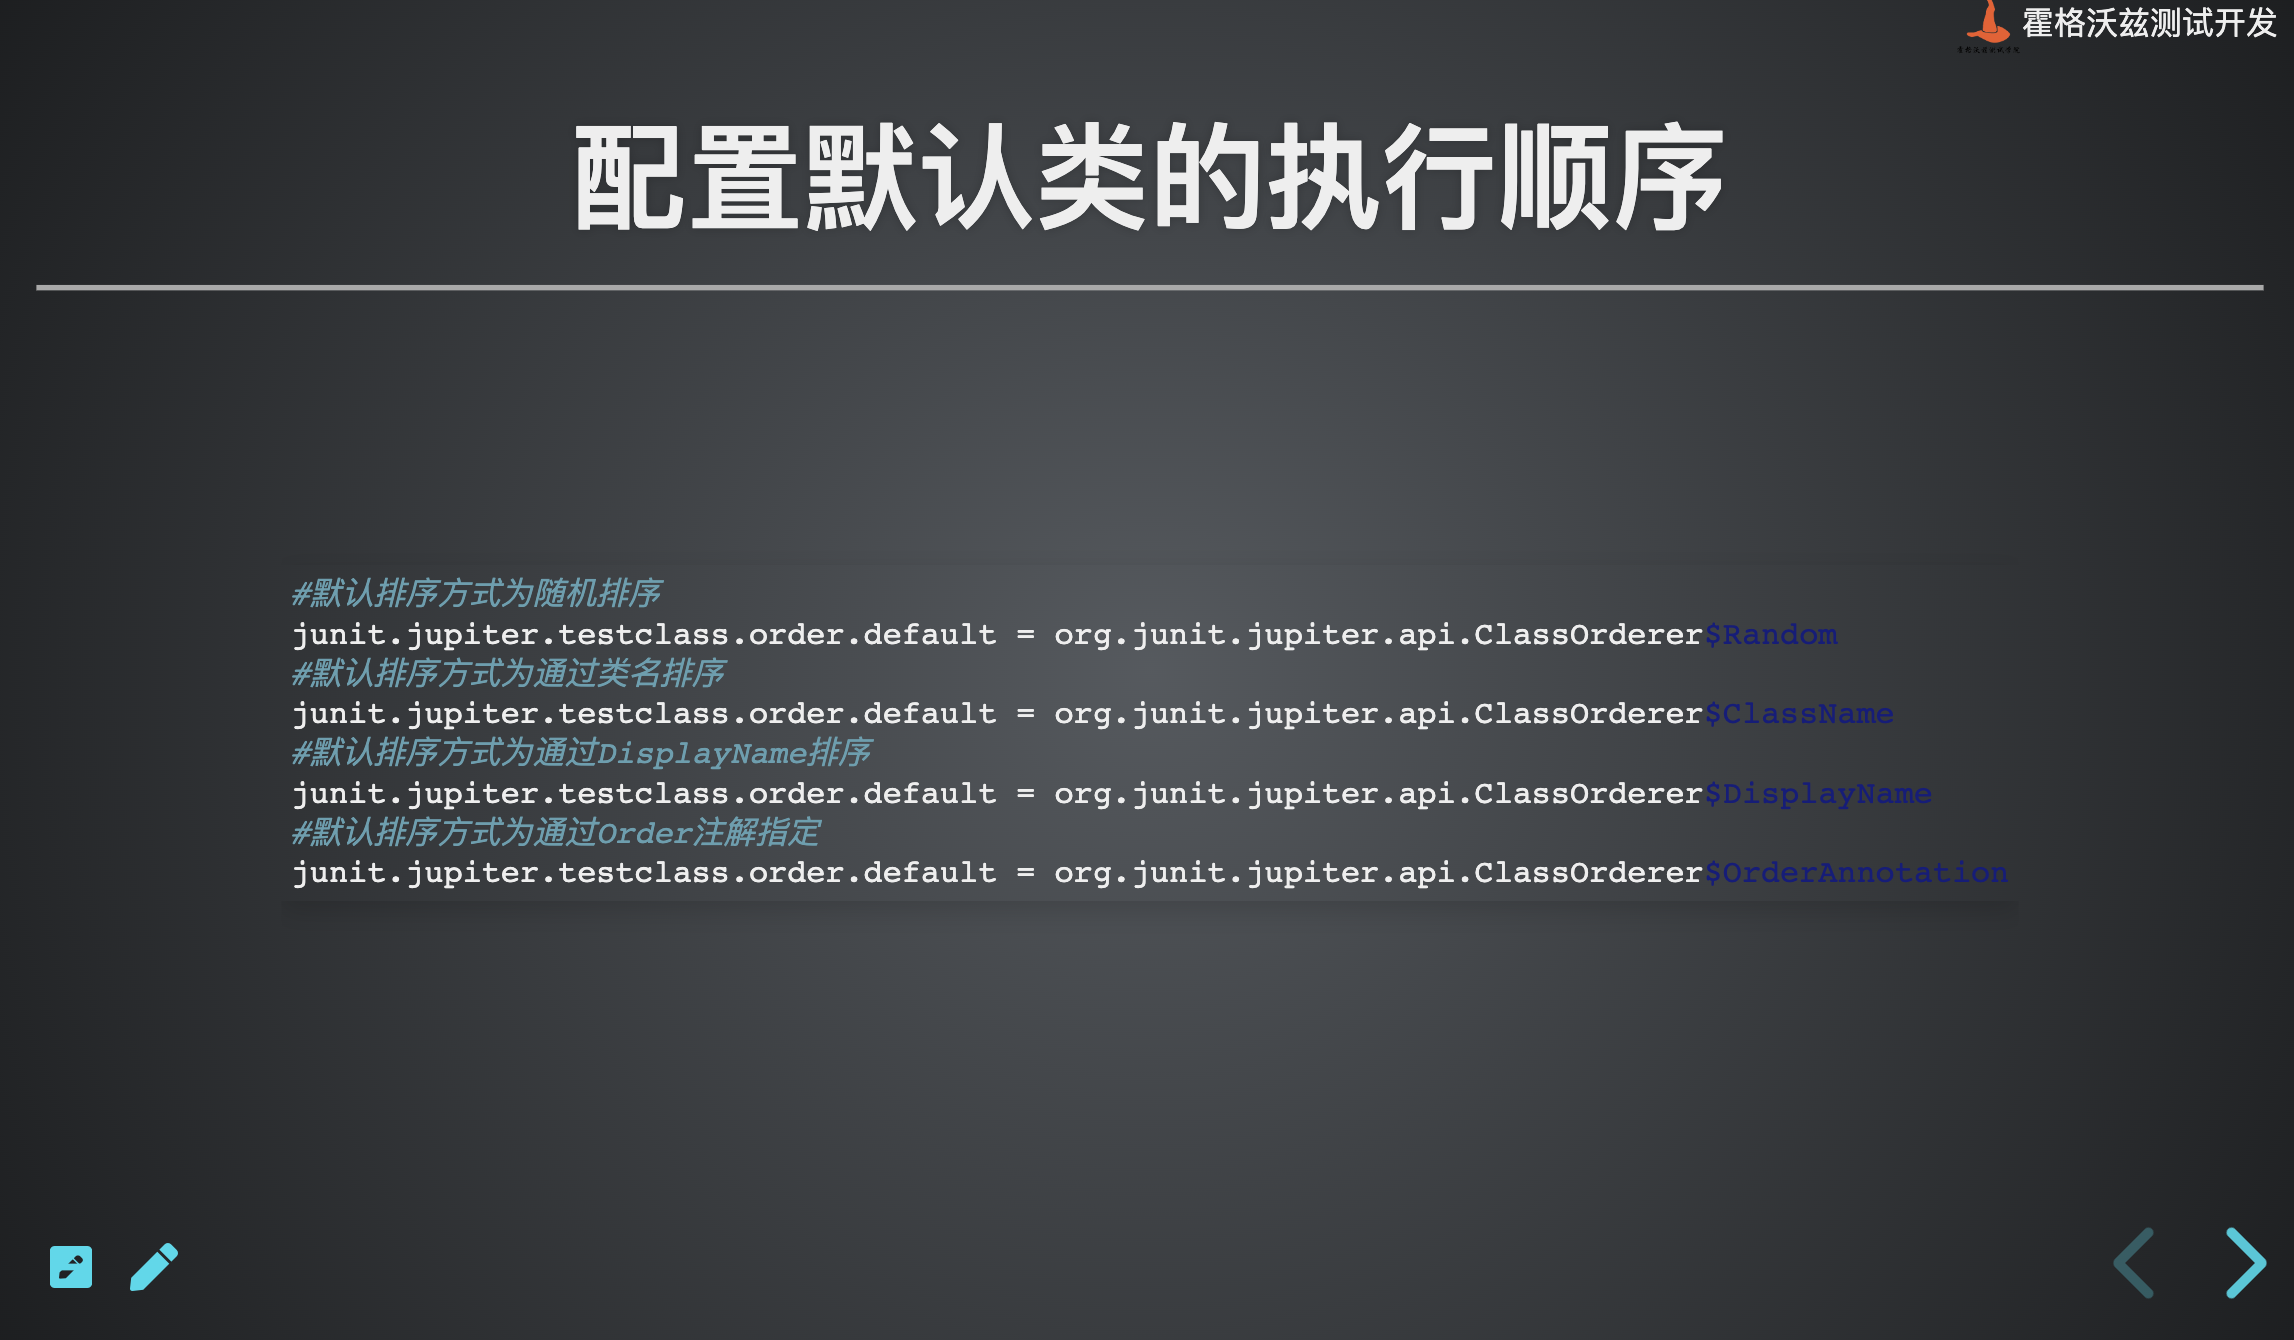 霍格沃兹测试开发
配置默认类的执行顺序
#默认排序方式为随机排序
junit.jupiter.testclass.order.default = org.junit.jupiter.api.ClassOrderer$Random
#默认排序方式为通过类名排序
junit.jupiter.testclass.order.default = org.junit.jupiter.api.ClassOrderer$ClassName
#默认排序方式为通过DisplayName排序
junit.jupiter.testclass.order.default = org.junit.jupiter.api.ClassOrderer$DisplayName
#默认排序方式为通过Order注解指定
junit.jupiter.testclass.order.default = org.junit.jupiter.api.ClassOrderer$OrderAnnotation